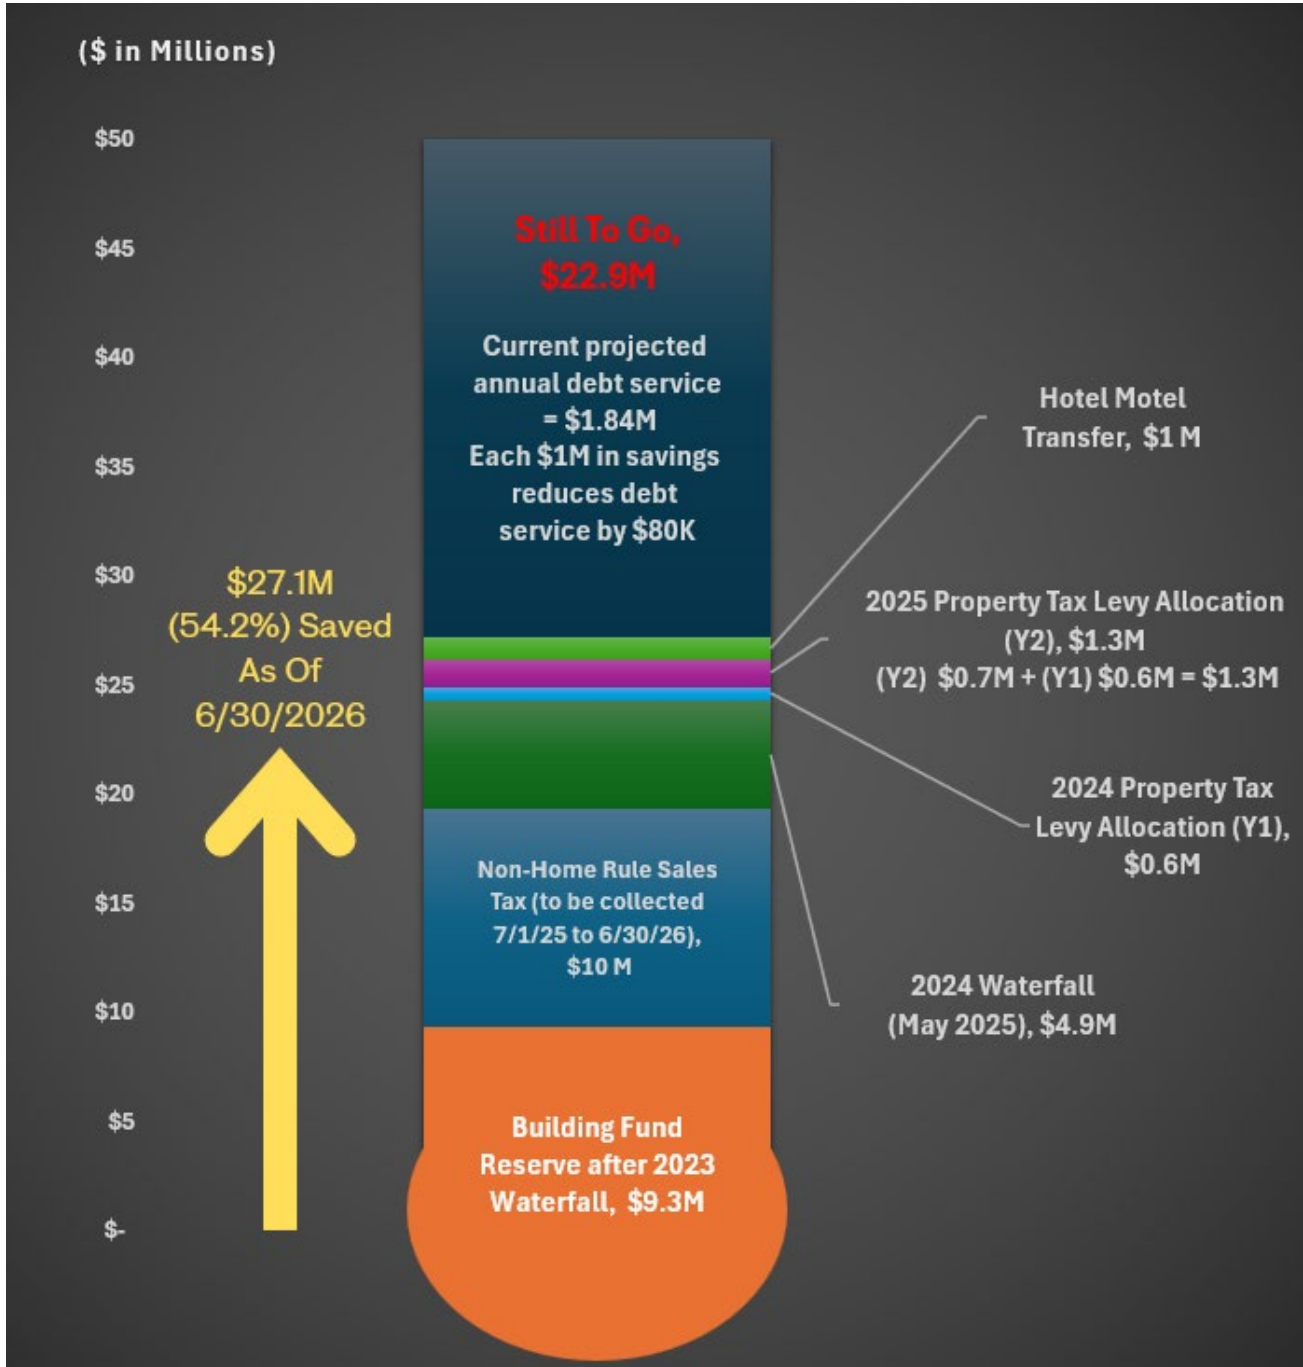 ($ in Millions)
$50
$45
$40
$35
$30
$25
$20
$15
$10
$5
$-
$27.1M
(54.2%) Saved
As Of
6/30/2026
Still To Go,
$22.9M
Current projected
annual debt service
= $1.84M
Each $1M in savings
reduces debt
service by $80K
Non-Home Rule Sales
Tax (to be collected
7/1/25 to 6/30/26),
$10 M
Building Fund
Reserve after 2023
Waterfall, $9.3M
Hotel Motel
Transfer, $1 M
2025 Property Tax Levy Allocation
(Y2), $1.3M
(Y2) $0.7M + (Y1) $0.6M = $1.3M
2024 Property Tax
Levy Allocation (Y1),
$0.6M
2024 Waterfall
(May 2025), $4.9M